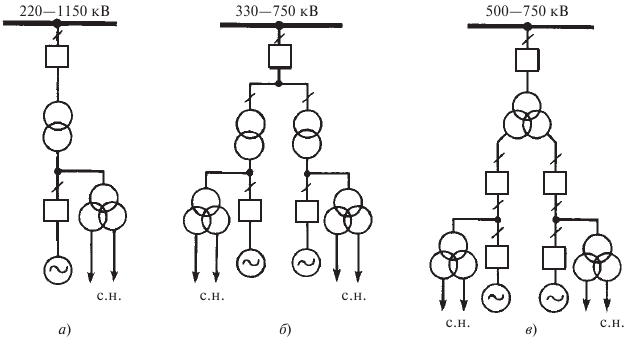 220—1150 кВ
330—750 кВ
500—750 кВ
с.н.
с.н.
с.н.
с.н.
с.н.
а)
б)
в)